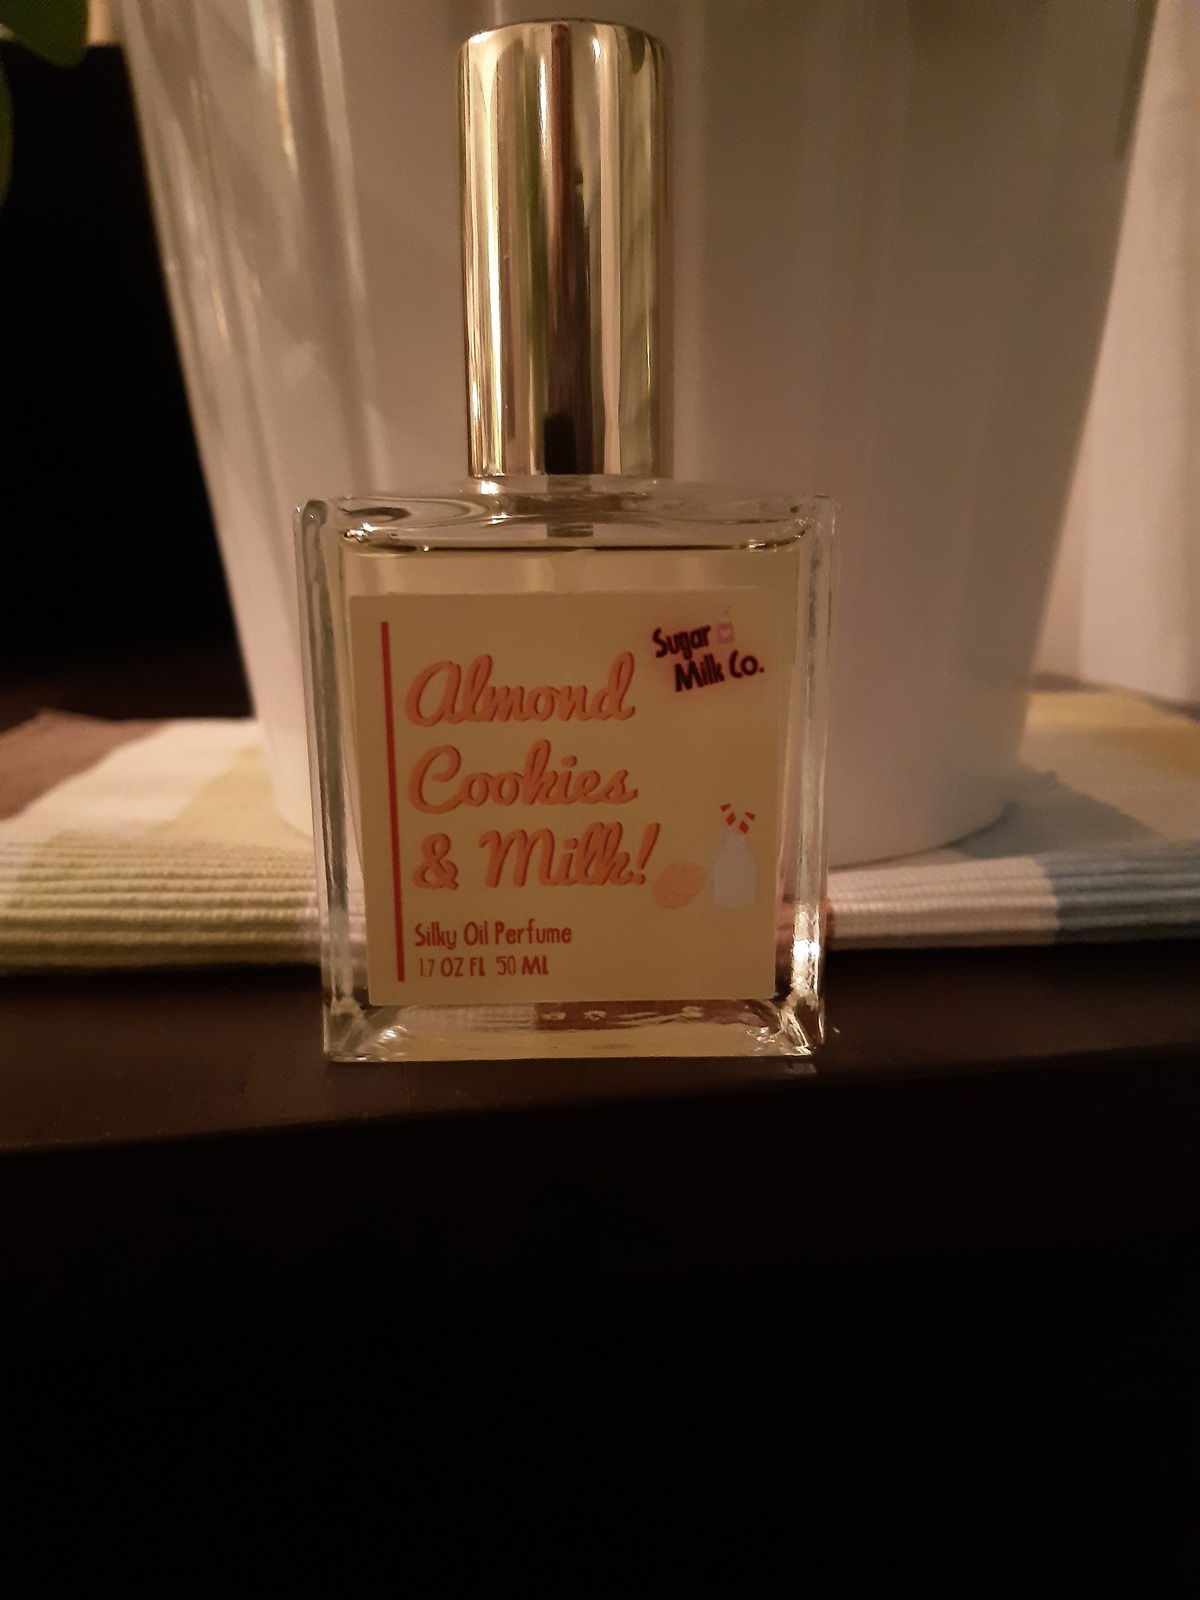 Sugar
Milk Co.
Almond
Cookies
& Milk!
Silky Oil Perfume
1.7 OZ FL 50 ML